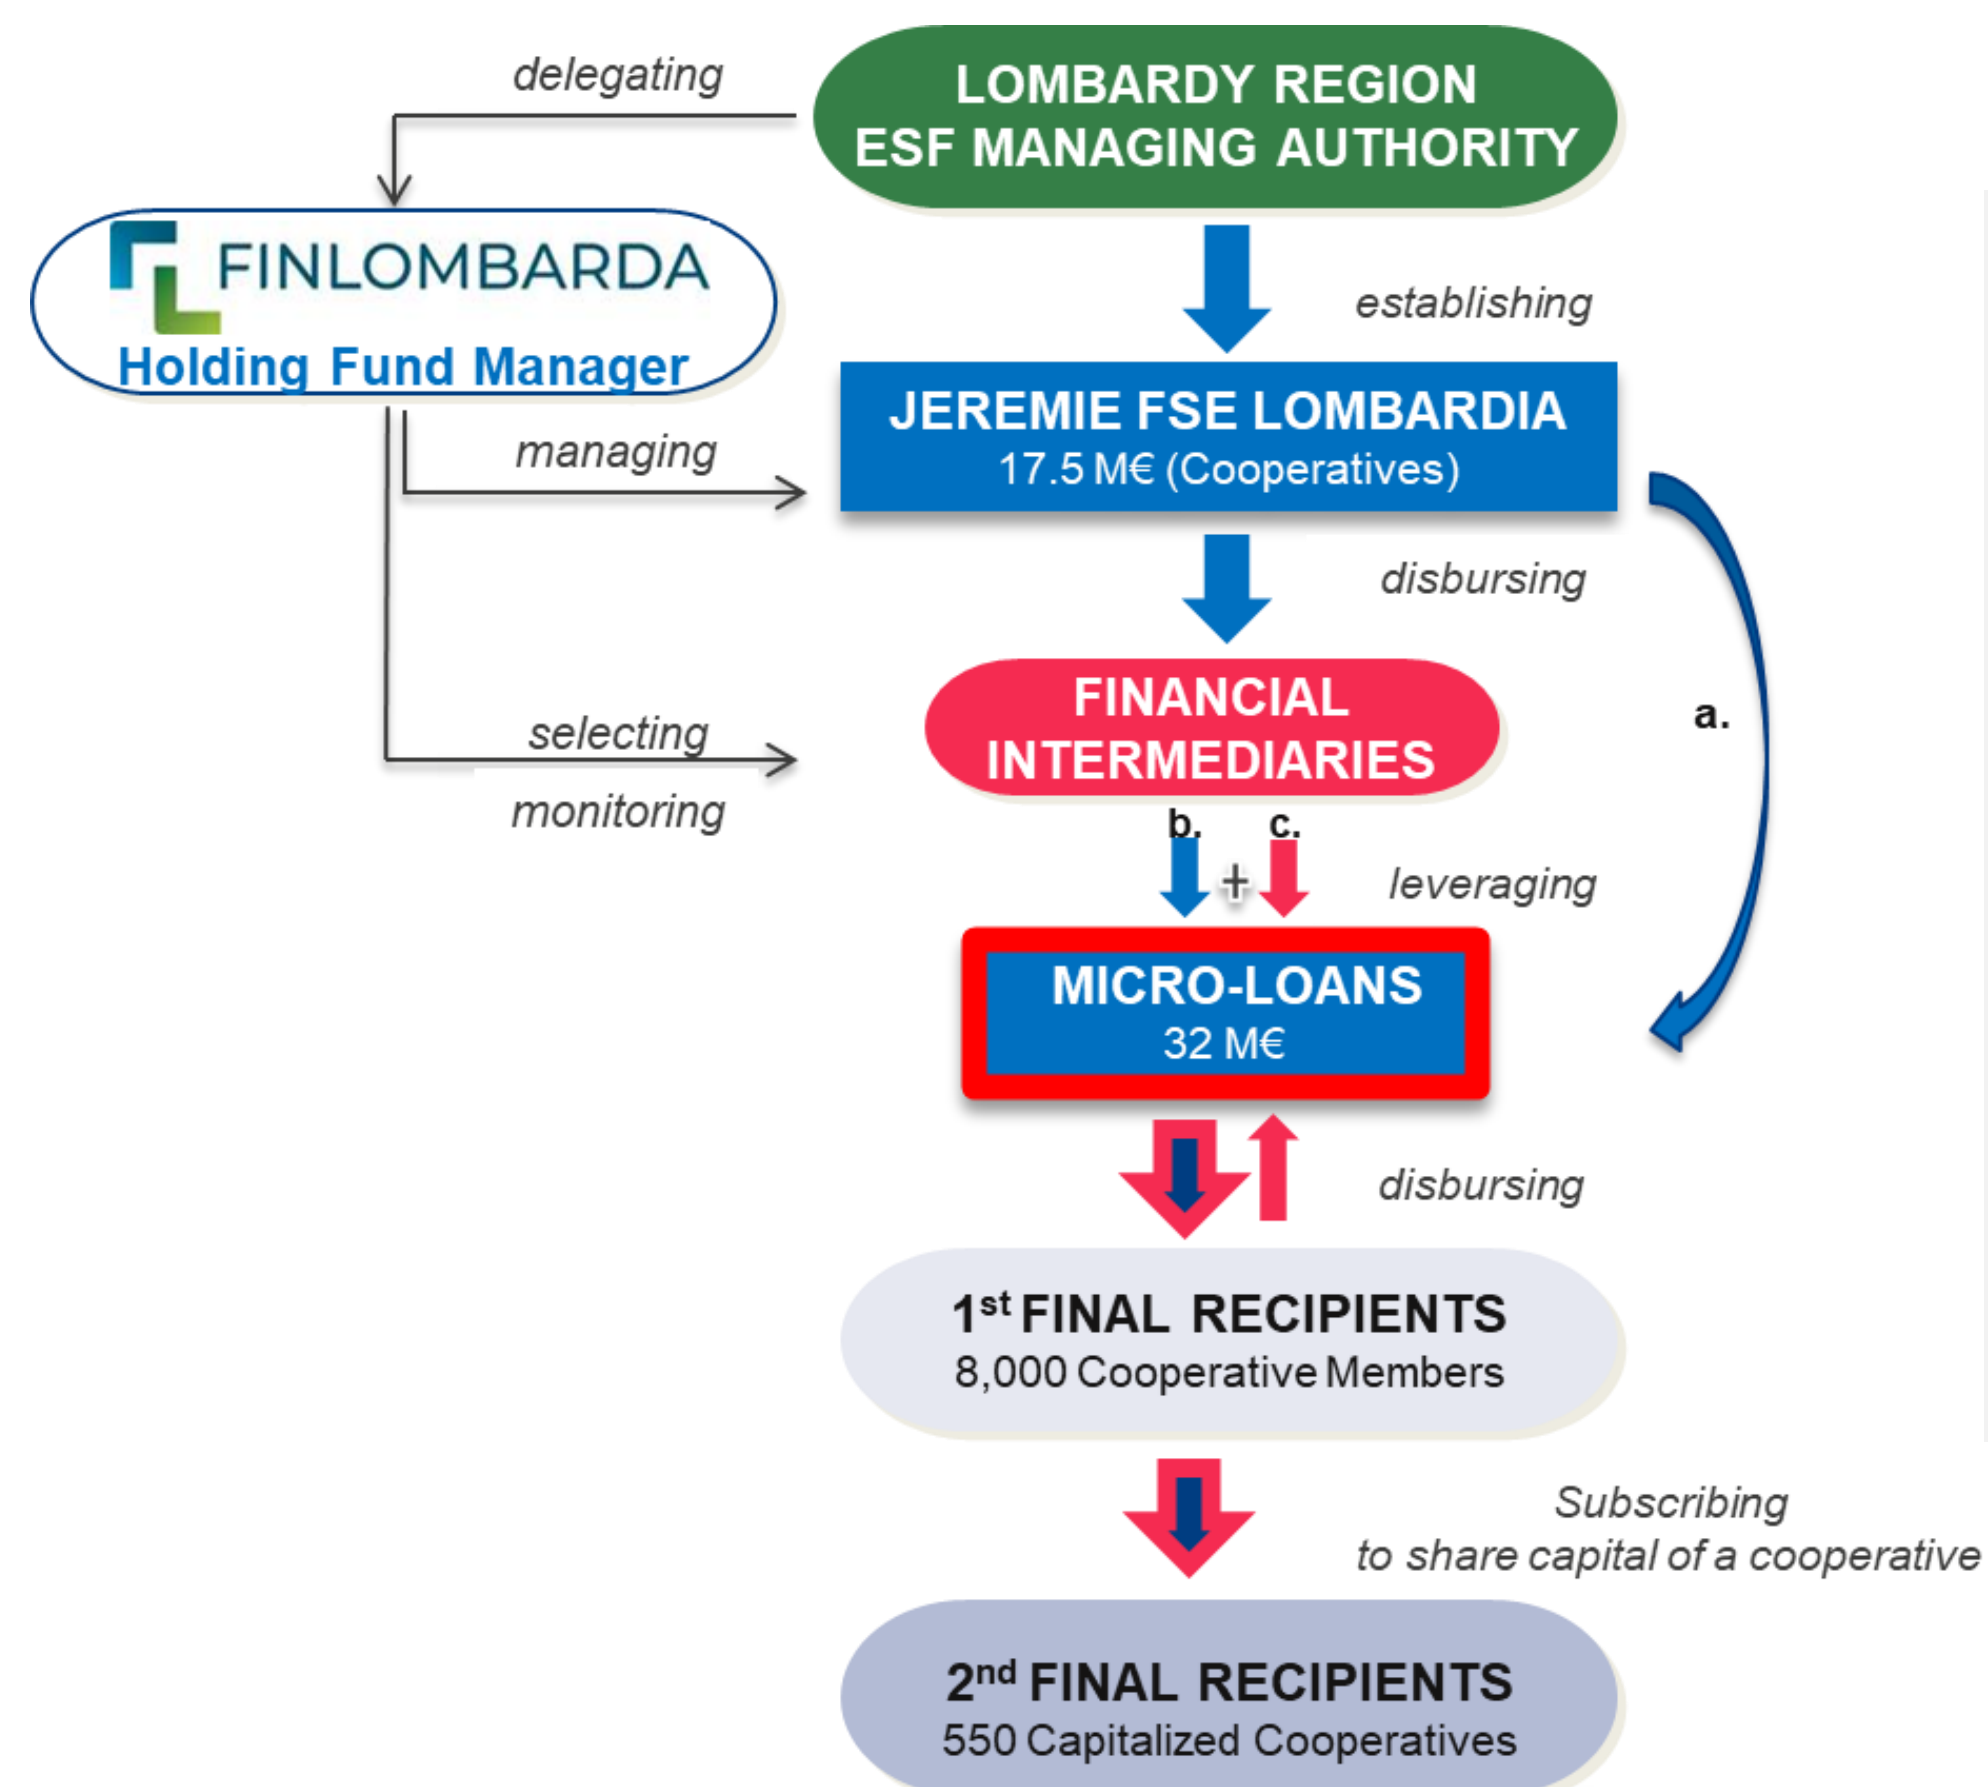 delegating
LOMBARDY REGION
ESF MANAGING AUTHORITY
FINLOMBARDA
Holding Fund Manager
establishing
JEREMIE FSE LOMBARDIA
17.5 M€ (Cooperatives)
managing
disbursing
FINANCIAL
INTERMEDIARIES
a.
selecting
monitoring
b. c.
+
leveraging
MICRO-LOANS
32 M€
disbursing
1st FINAL RECIPIENTS
8,000 Cooperative Members
Subscribing
to share capital of a cooperative
2nd FINAL RECIPIENTS
550 Capitalized Cooperatives